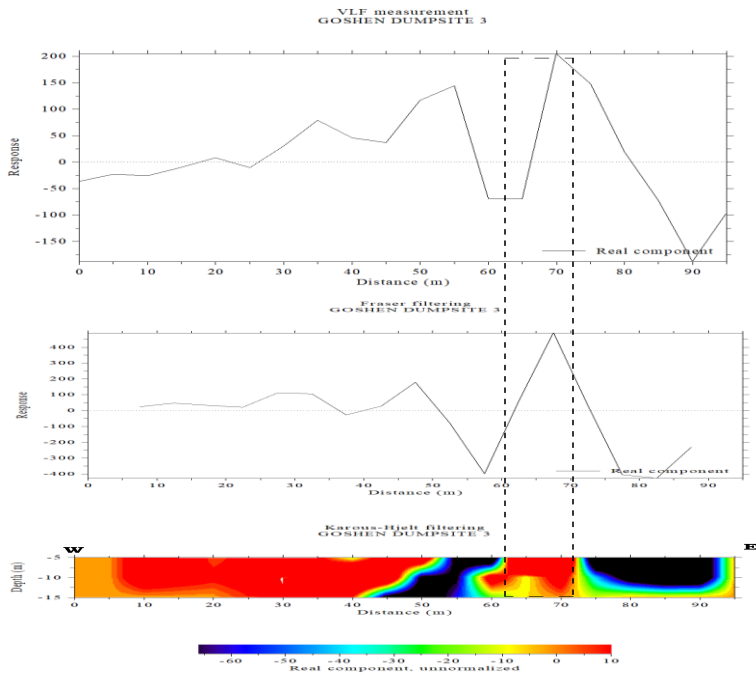 VLF measurement
GOSHEN DUMPSITE 3
200
150
100
50
0
-50
-100
-150
Response
Real component
0 10 20 30 40 50 60 70 80 90
Distance (m)
Fraser filtering
GOSHEN DUMPSITE 3
400
300
200
100
0
-100
-200
-300
-400
Response
Real component
0 10 20 30 40 50 60 70 80 90
Distance (m)
Karous-Hjelt filtering
GOSHEN DUMPSITE 3
W E
-5
-10
-15
Depth (m)
0 10 20 30 40 50 60 70 80 90
Distance (m)
-60 -50 -40 -30 -20 -10 0 10
Real component, unnormalized